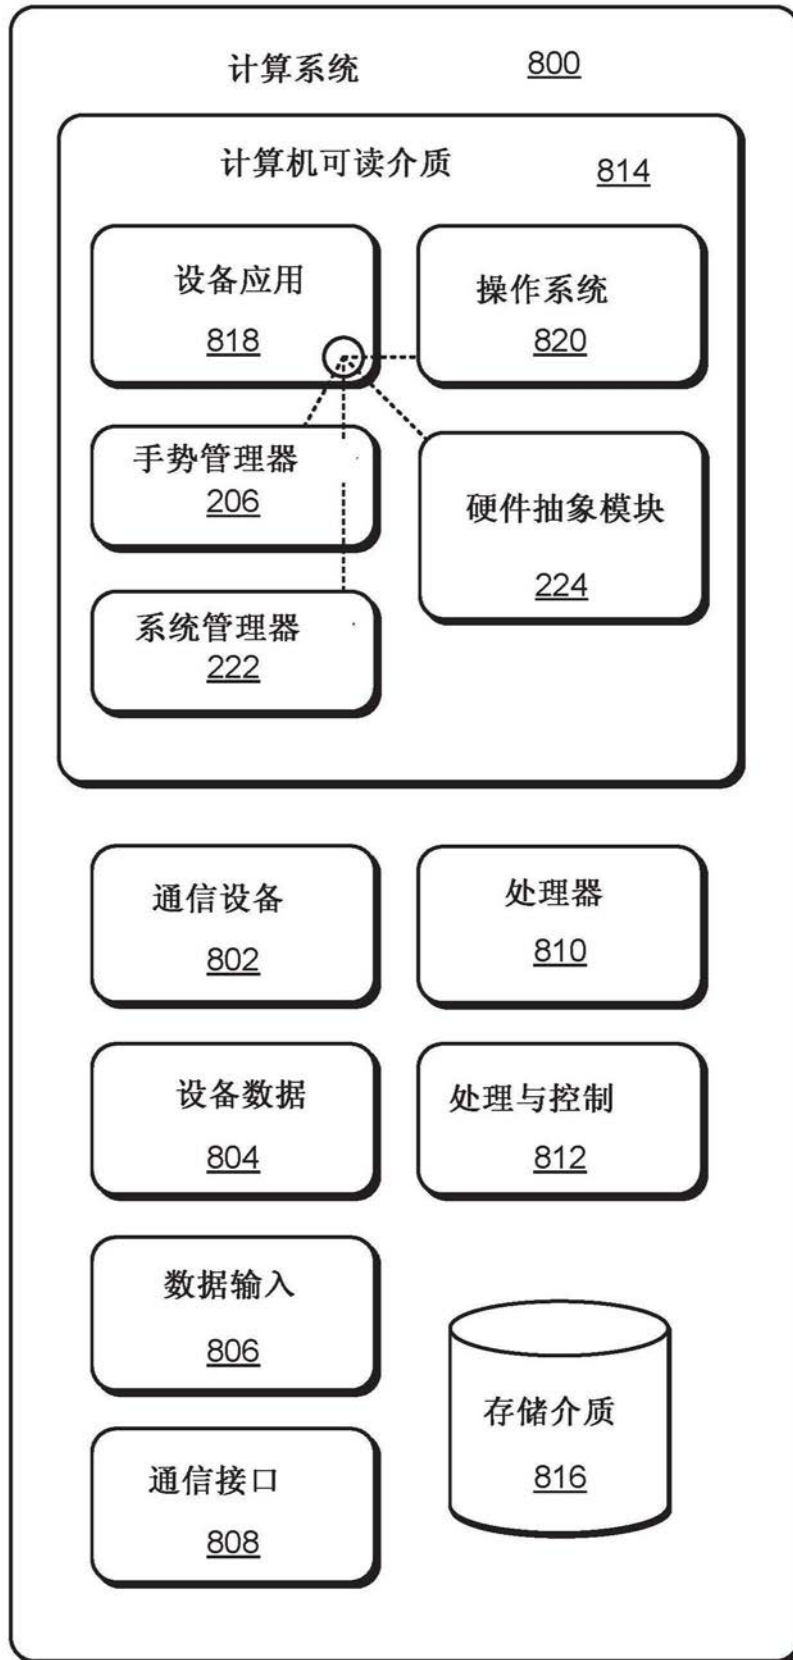 计算系统 800
计算机可读介质 814
设备应用
818
操作系统
820
手势管理器
206
硬件抽象模块
224
系统管理器
222
通信设备
802
处理器
810
设备数据
804
处理与控制
812
数据输入
806
存储介质
816
通信接口
808